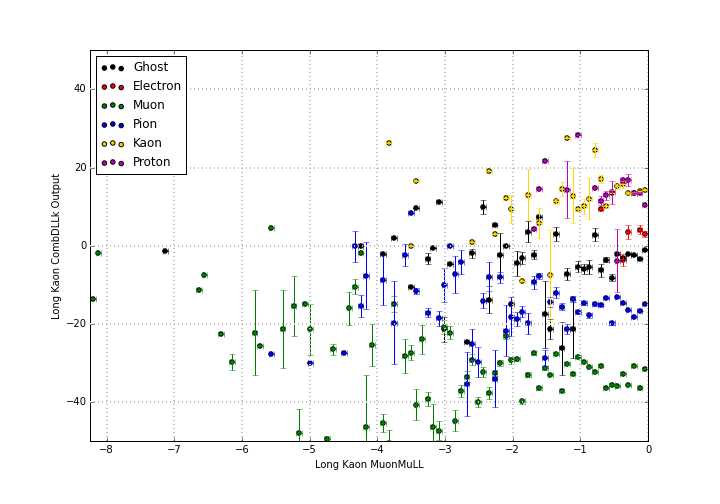 Ghost
Electron
Muon
Pion
Kaon
Proton
40
20
0
−20
−40
Long Kaon CombDLLk Output
−8 −7 −6 −5 −4 −3 −2 −1 0
Long Kaon MuonMuLL